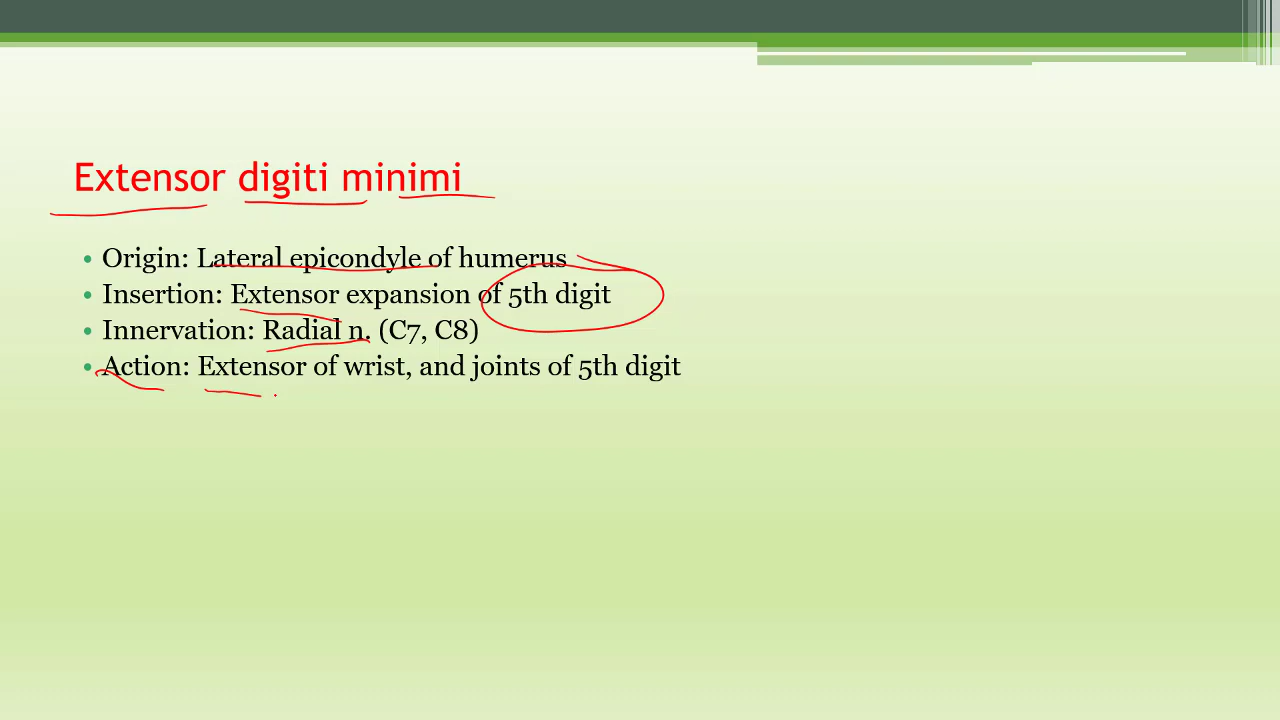 Extensor digiti minimi
• Origin: Lateral epicondyle of humerus
• Insertion: Extensor expansion of 5th digit
• Innervation: Radial n. (C7, C8)
• Action: Extensor of wrist, and joints of 5th digit